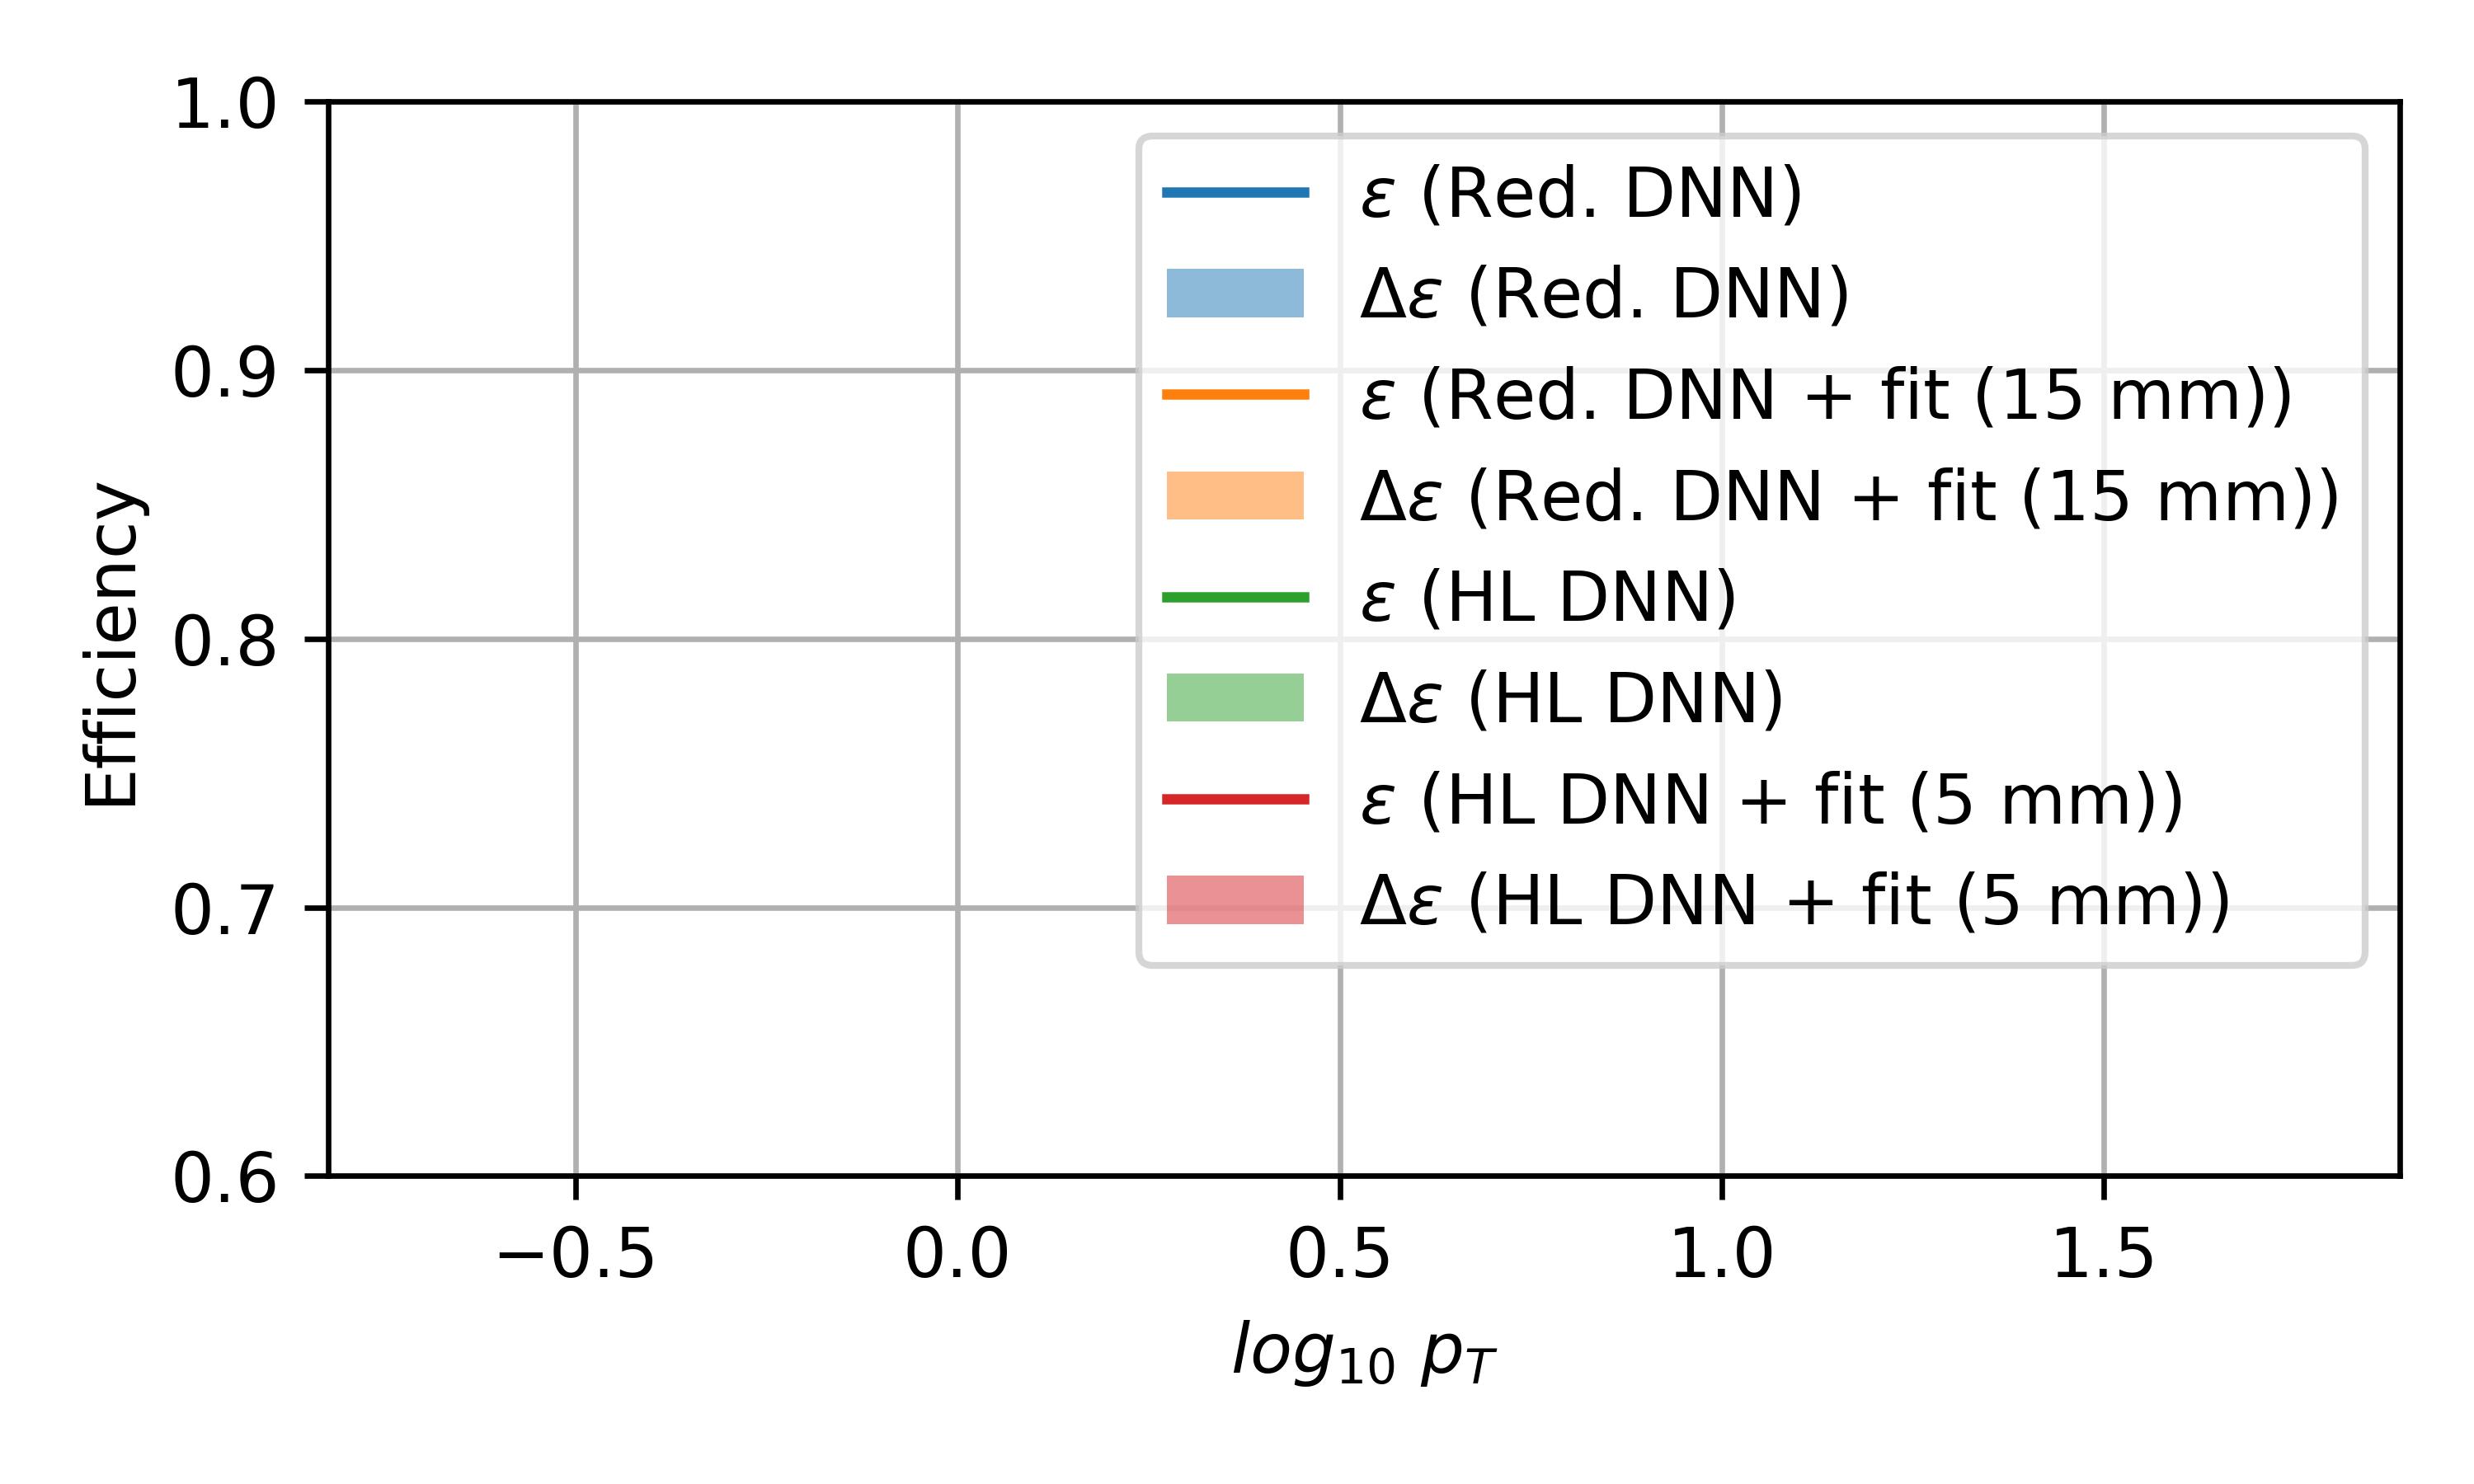 1.0
0.9
0.8
0.7
0.6
Efficiency
ε (Red. DNN)
Δε (Red. DNN)
ε (Red. DNN + fit (15 mm))
Δε (Red. DNN + fit (15 mm))
ε (HL DNN)
Δε (HL DNN)
ε (HL DNN + fit (5 mm))
Δε (HL DNN + fit (5 mm))
−0.5 0.0 0.5 1.0 1.5
log₁₀ p_T